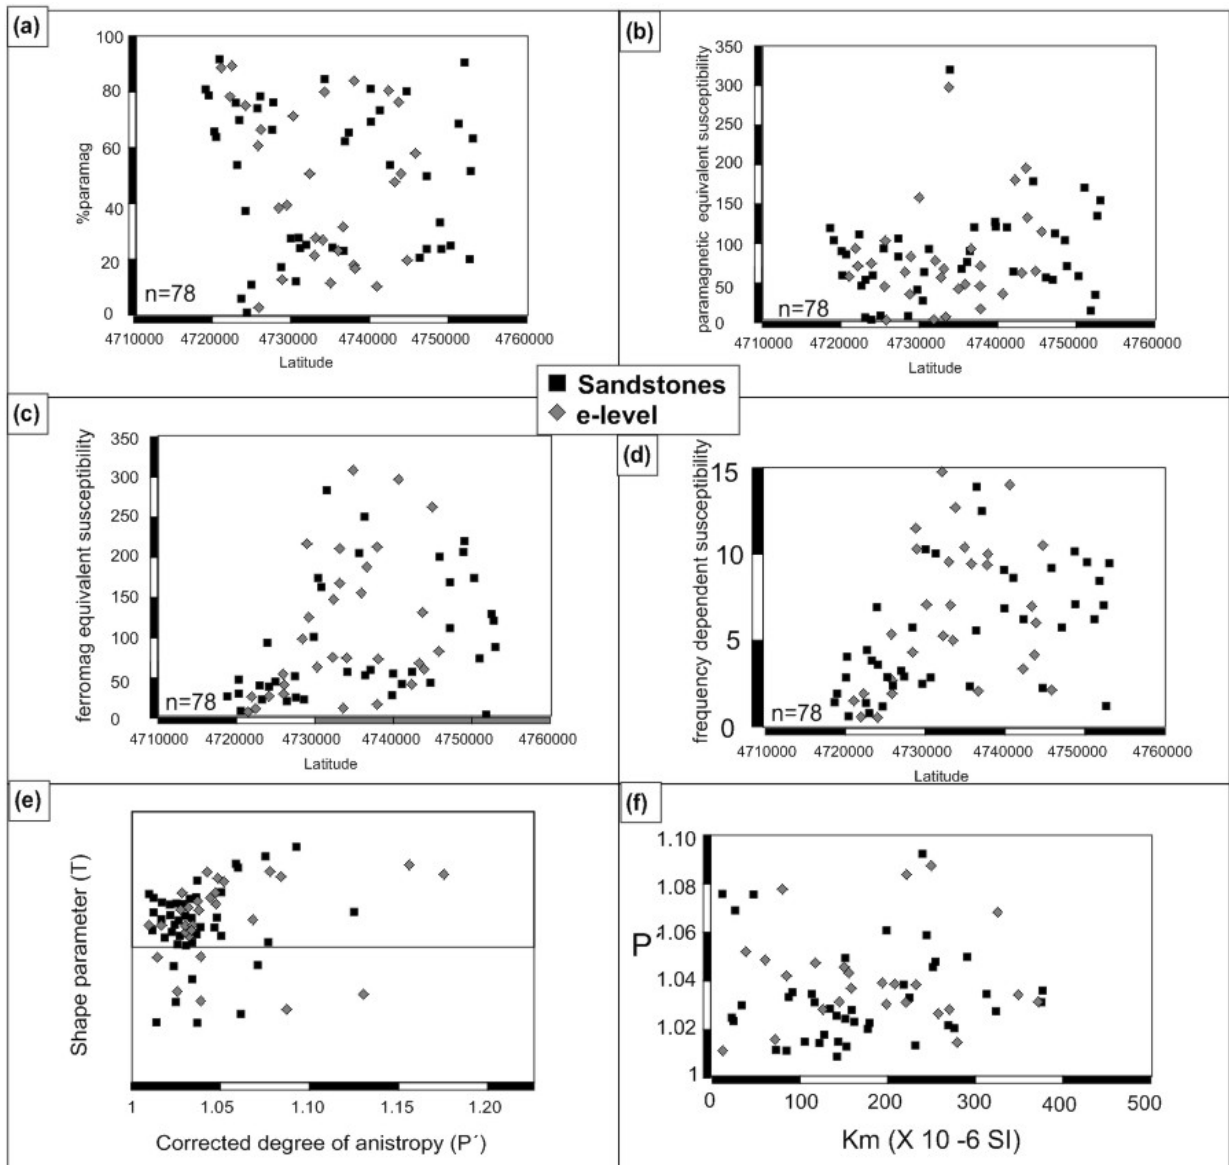 (a)
100
80
60
40
20
0
%paramag
n=78
4710000 4720000 4730000 4740000 4750000 4760000
Latitude
(b)
350
300
250
200
150
100
50
0
paramagnetic equivalent susceptibility
n=78
4710000 4720000 4730000 4740000 4750000 4760000
Latitude
Sandstones
e-level
(c)
350
300
250
200
150
100
50
0
ferromag equivalent susceptibility
n=78
4710000 4720000 4730000 4740000 4750000 4760000
Latitude
(d)
15
10
5
0
frequency dependent susceptibility
n=78
4710000 4720000 4730000 4740000 4750000 4760000
Latitude
(e)
Shape parameter (T)
1 1.05 1.10 1.15 1.20
Corrected degree of anistropy (P´)
(f)
1.10
1.08
1.06
1.04
1.02
1
P´
0 100 200 300 400 500
Km (X 10 -6 SI)